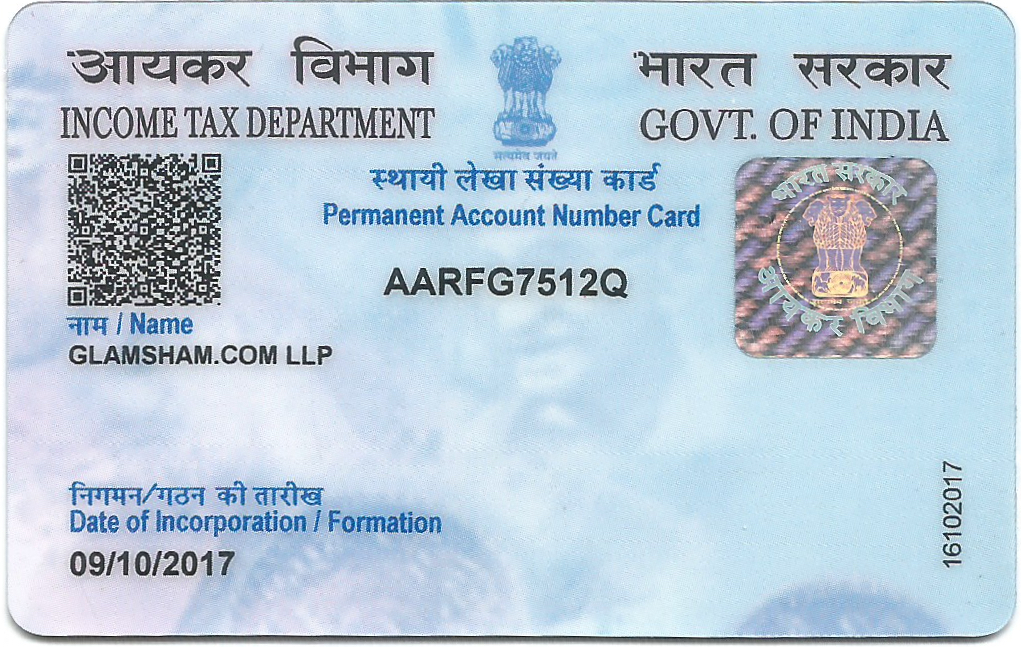 आयकर विभाग
INCOME TAX DEPARTMENT
सत्यमेव जयते
भारत सरकार
GOVT. OF INDIA
स्थायी लेखा संख्या कार्ड
Permanent Account Number Card
AARFG7512Q
भारत सरकार
आयकर विभाग
नाम / Name
GLAMSHAM.COM LLP
निगमन/गठन की तारीख
Date of Incorporation / Formation
09/10/2017
16102017